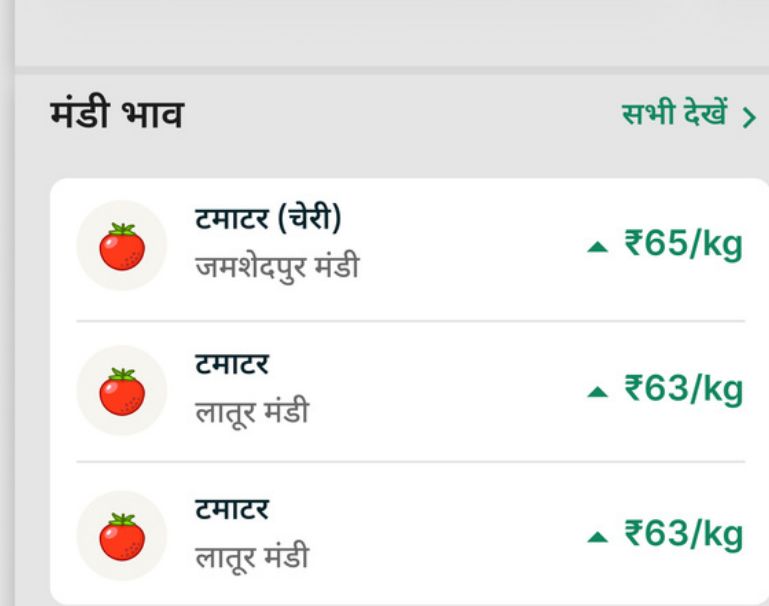 मंडी भाव
सभी देखें >
टमाटर (चेरी)
जमशेदपुर मंडी
▲ ₹65/kg
टमाटर
लातूर मंडी
▲ ₹63/kg
टमाटर
लातूर मंडी
▲ ₹63/kg